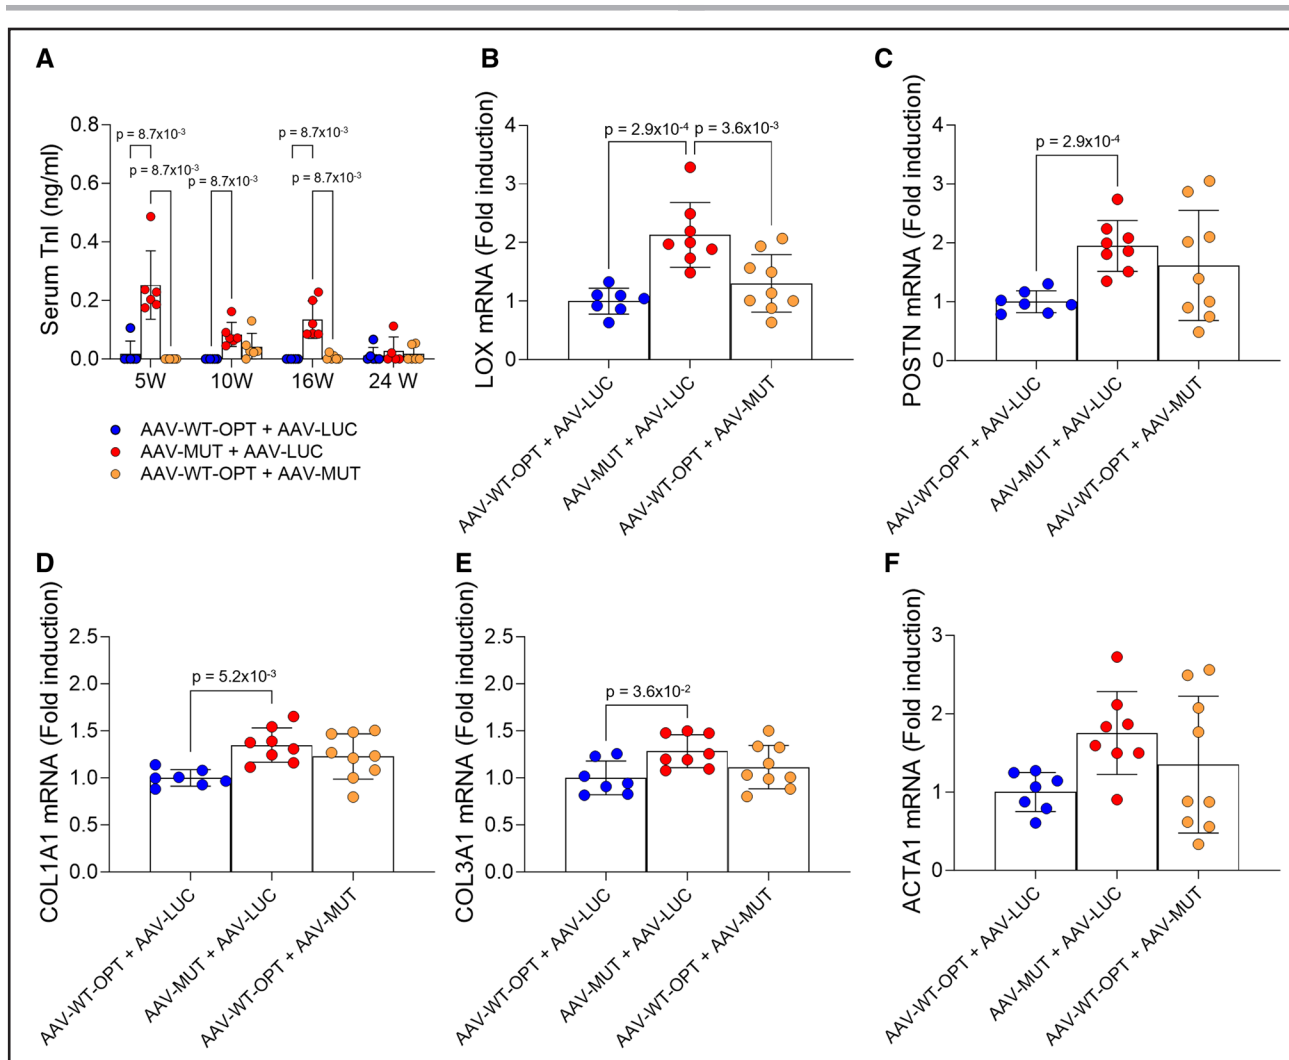 A
Serum TnI (ng/ml)
0.8
0.6
0.4
0.2
0.0
p = 8.7x10-3
p = 8.7x10-3
p = 8.7x10-3
p = 8.7x10-3
p = 8.7x10-3
5W
10W
16W
24 W
AAV-WT-OPT + AAV-LUC
AAV-MUT + AAV-LUC
AAV-WT-OPT + AAV-MUT
B
LOX mRNA (Fold induction)
4
3
2
1
0
p = 2.9x10-4
p = 3.6x10-3
AAV-WT-OPT + AAV-LUC
AAV-MUT + AAV-LUC
AAV-WT-OPT + AAV-MUT
C
POSTN mRNA (Fold induction)
4
3
2
1
0
p = 2.9x10-4
AAV-WT-OPT + AAV-LUC
AAV-MUT + AAV-LUC
AAV-WT-OPT + AAV-MUT
D
COL1A1 mRNA (Fold induction)
2.5
2.0
1.5
1.0
0.5
0.0
p = 5.2x10-3
AAV-WT-OPT + AAV-LUC
AAV-MUT + AAV-LUC
AAV-WT-OPT + AAV-MUT
E
COL3A1 mRNA (Fold induction)
2.5
2.0
1.5
1.0
0.5
0.0
p = 3.6x10-2
AAV-WT-OPT + AAV-LUC
AAV-MUT + AAV-LUC
AAV-WT-OPT + AAV-MUT
F
ACTA1 mRNA (Fold induction)
3
2
1
0
AAV-WT-OPT + AAV-LUC
AAV-MUT + AAV-LUC
AAV-WT-OPT + AAV-MUT